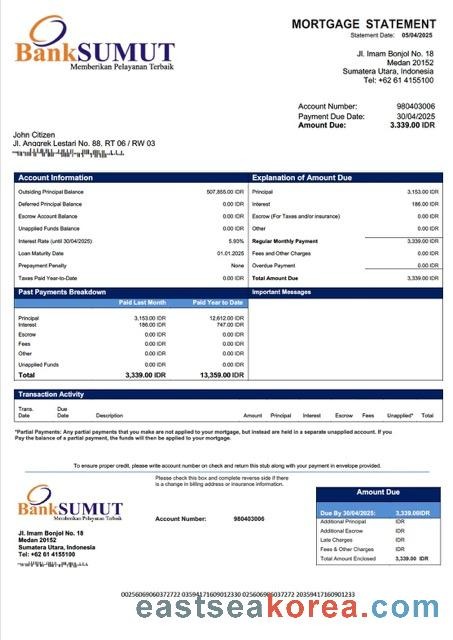 BankSUMUT
Memberikan Pelayanan Terbaik
MORTGAGE STATEMENT
Statement Date: 05/04/2025
Jl. Imam Bonjol No. 18
Medan 20152
Sumatera Utara, Indonesia
Tel: +62 61 4155100
Account Number: 980403006
Payment Due Date: 30/04/2025
Amount Due: 3.339.00 IDR
John Citizen
Jl. Anggrek Lestari No. 88, RT 06 / RW 03
Account Information
Outsiding Principal Balance 507,855.00 IDR
Deferred Principal Balance 0.00 IDR
Escrow Account Balance 0.00 IDR
Unapplied Funds Balance 0.00 IDR
Interest Rate (until 30/04/2025) 5.93%
Loan Maturity Date 01.01.2025
Prepayment Penalty None
Taxes Paid Year-to-Date 0.00 IDR
Explanation of Amount Due
Principal 3.153.00 IDR
Interest 186.00 IDR
Escrow (For Taxes and/or insurance) 0.00 IDR
Other 0.00 IDR
Regular Monthly Payment 3,339.00 IDR
Fees and Other Charges 0.00 IDR
Overdue Payment 0.00 IDR
Total Amount Due 3,339.00 IDR
Past Payments Breakdown
Paid Last Month Paid Year to Date
Principal 3,153.00 IDR 12,612.00 IDR
Interest 186.00 IDR 747.00 IDR
Escrow 0.00 IDR 0.00 IDR
Fees 0.00 IDR 0.00 IDR
Other 0.00 IDR 0.00 IDR
Unapplied Funds 0.00 IDR 0.00 IDR
Total 3,339.00 IDR 13,359.00 IDR
Important Messages
Transaction Activity
Trans. Date Due Date Description Amount Principal Interest Escrow Fees Unapplied* Total
*Partial Payments: Any partial payments that you make are not applied to your mortgage, but instead are held in a separate unapplied account. If you
Pay the balance of a partial payment, the funds will then be applied to your mortgage.
To ensure proper credit, please write account number on check and return this stub along with your payment in envelope provided.
Please check this box and complete reverse side if there
is a change in billing address or insurance information.
BankSUMUT
Memberikan Pelayanan Terbaik
Account Number: 980403006
Jl. Imam Bonjol No. 18
Medan 20152
Sumatera Utara, Indonesia
Tel: +62 61 4155100
Amount Due
Due By 30/04/2025: 3,339.00IDR
Additional Principal IDR
Additional Escrow IDR
Late Charges IDR
Fees & Other Charges IDR
Total Amount Enclosed 3,339.00 IDR
eastseakorea.com